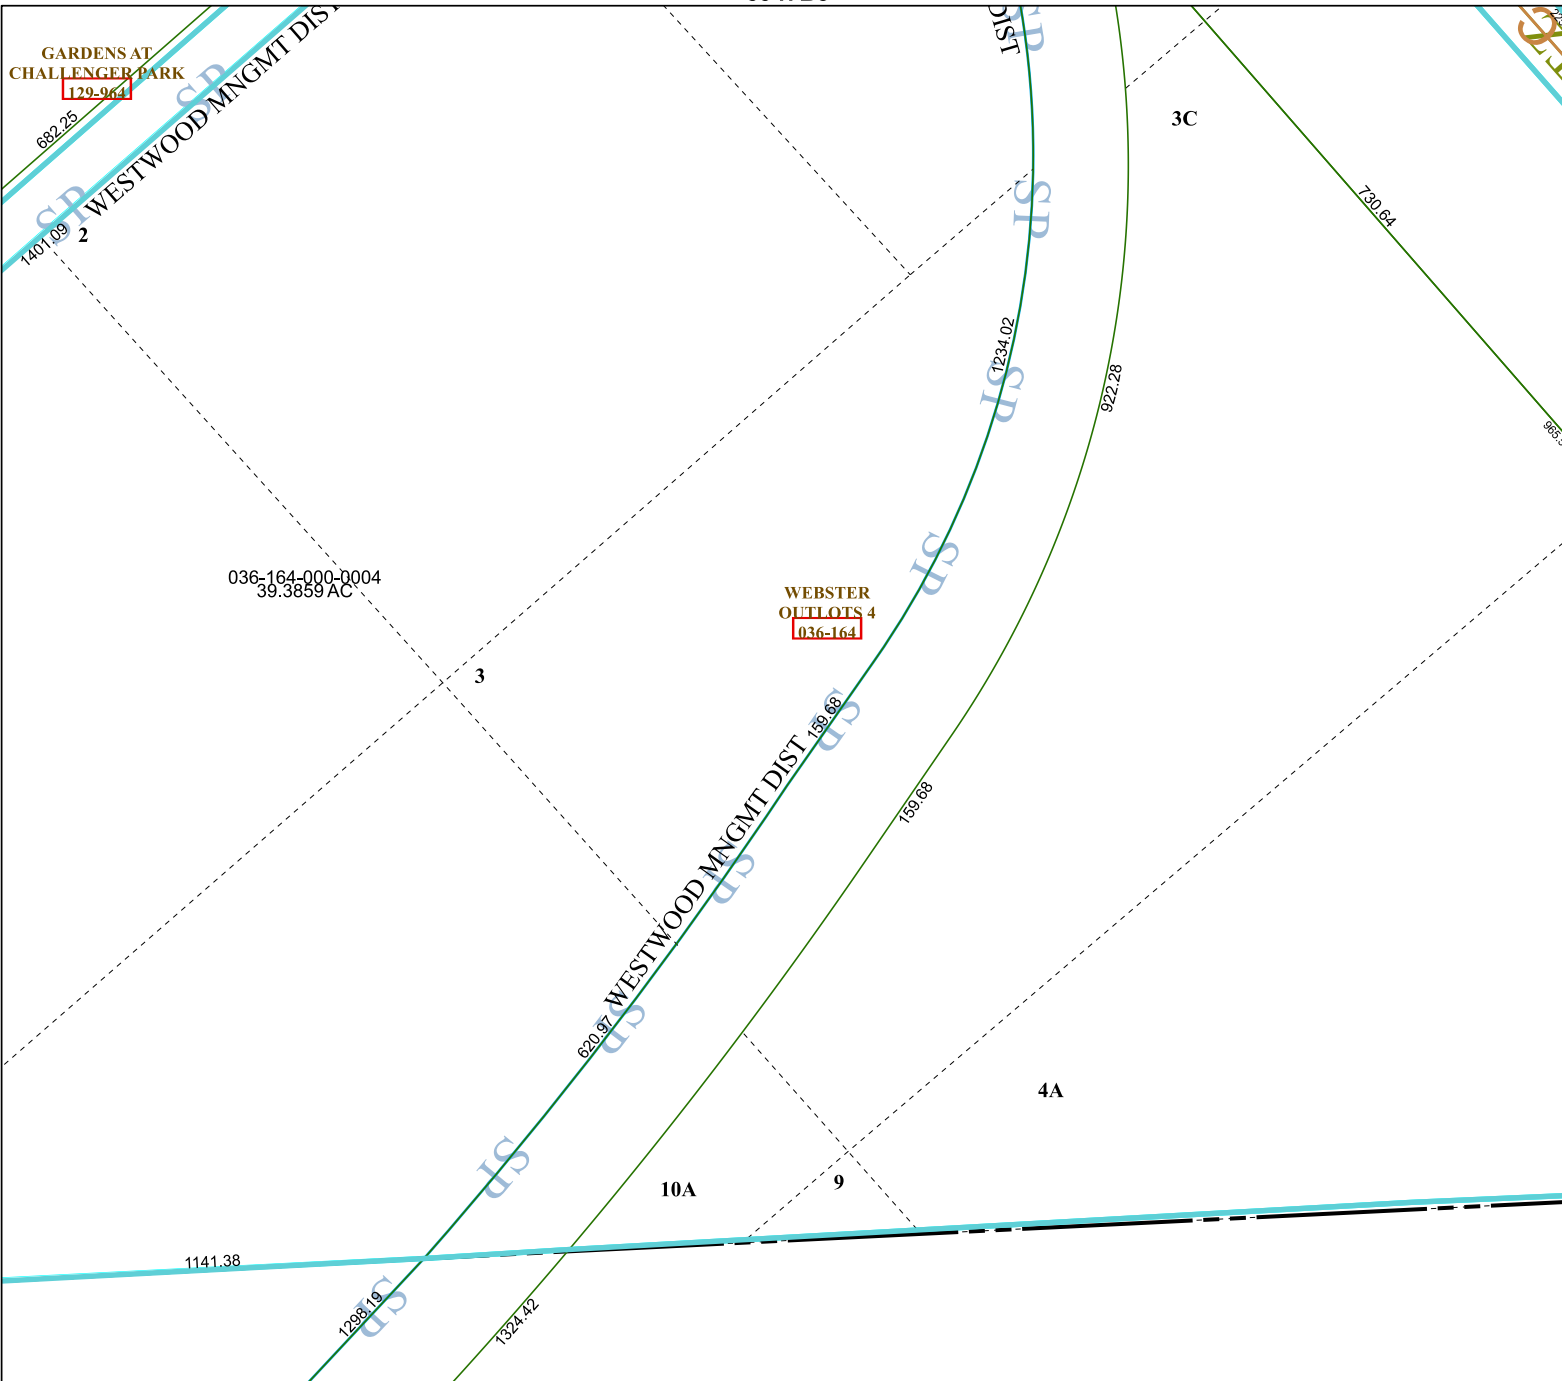 GARDENS AT
CHALLENGER PARK
129-964
682.25
SP
WESTWOOD MNGMT DIST
SP
1401.09
2
DIST
SP
3C
730.64
SP
1234.02
SP
922.28
036-164-000-0004
39.3859 AC
SP
WEBSTER
OUTLOTS 4
036-164
3
159.68
SP
WESTWOOD MNGMT DIST
159.68
SP
620.97
SP
4A
SP
10A
9
1141.38
1298.19
SP
1324.42